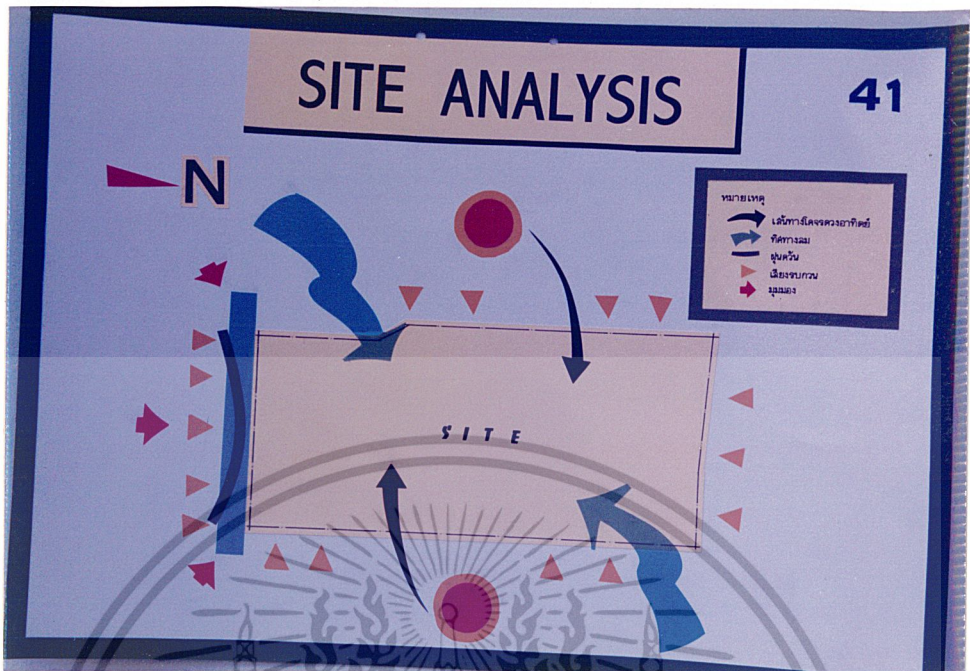 SITE ANALYSIS
41
N
หมายเหตุ
เส้นทางโคจรดวงอาทิตย์
ทิศทางลม
ฝุ่นควัน
เสียงรบกวน
มุมมอง
SITE